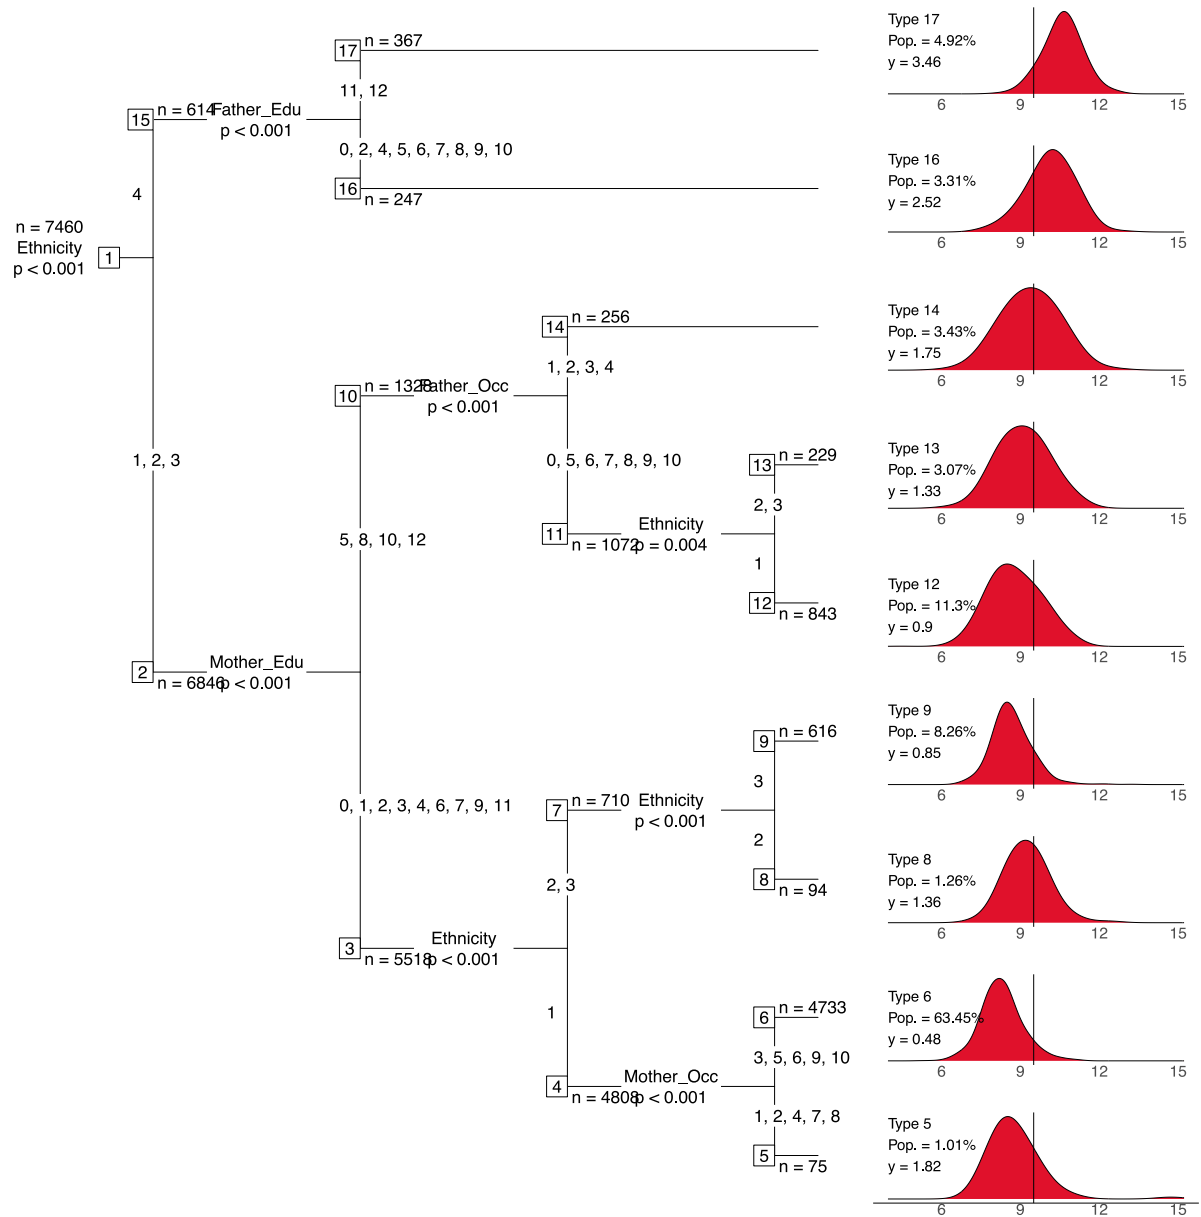 n = 7460
Ethnicity
p < 0.001
1
4
1, 2, 3
15
n = 614
Father_Edu
p < 0.001
11, 12
0, 2, 4, 5, 6, 7, 8, 9, 10
17
n = 367
16
n = 247
2
n = 6846
Mother_Edu
p < 0.001
5, 8, 10, 12
0, 1, 2, 3, 4, 6, 7, 9, 11
10
n = 1328
Father_Occ
p < 0.001
1, 2, 3, 4
0, 5, 6, 7, 8, 9, 10
14
n = 256
11
n = 1072
Ethnicity
p = 0.004
2, 3
1
13
n = 229
12
n = 843
3
n = 5518
Ethnicity
p < 0.001
2, 3
1
7
n = 710
Ethnicity
p < 0.001
3
2
9
n = 616
8
n = 94
4
n = 4808
Mother_Occ
p < 0.001
3, 5, 6, 9, 10
1, 2, 4, 7, 8
6
n = 4733
5
n = 75
Type 17
Pop. = 4.92%
y = 3.46
6 9 12 15
Type 16
Pop. = 3.31%
y = 2.52
6 9 12 15
Type 14
Pop. = 3.43%
y = 1.75
6 9 12 15
Type 13
Pop. = 3.07%
y = 1.33
6 9 12 15
Type 12
Pop. = 11.3%
y = 0.9
6 9 12 15
Type 9
Pop. = 8.26%
y = 0.85
6 9 12 15
Type 8
Pop. = 1.26%
y = 1.36
6 9 12 15
Type 6
Pop. = 63.45%
y = 0.48
6 9 12 15
Type 5
Pop. = 1.01%
y = 1.82
6 9 12 15